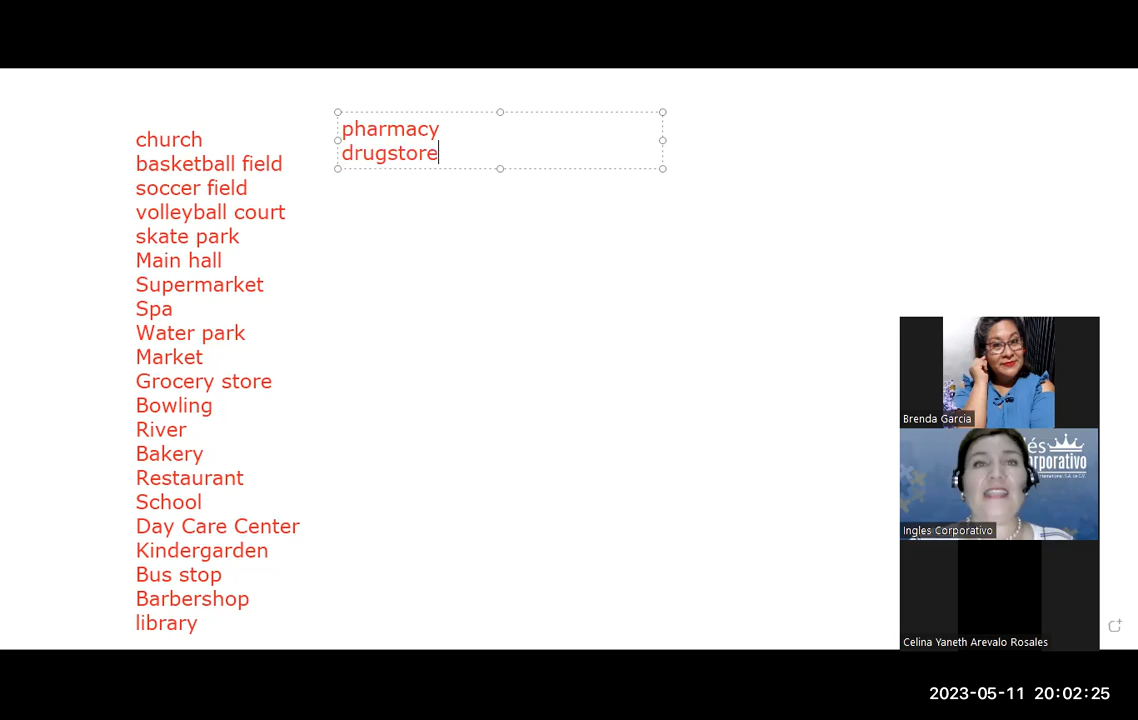 church
basketball field
soccer field
volleyball court
skate park
Main hall
Supermarket
Spa
Water park
Market
Grocery store
Bowling
River
Bakery
Restaurant
School
Day Care Center
Kindergarden
Bus stop
Barbershop
library
pharmacy
drugstore
Brenda Garcia
és
orporativo
Ingles Corporativo
Celina Yaneth Arevalo Rosales
2023-05-11 20:02:25